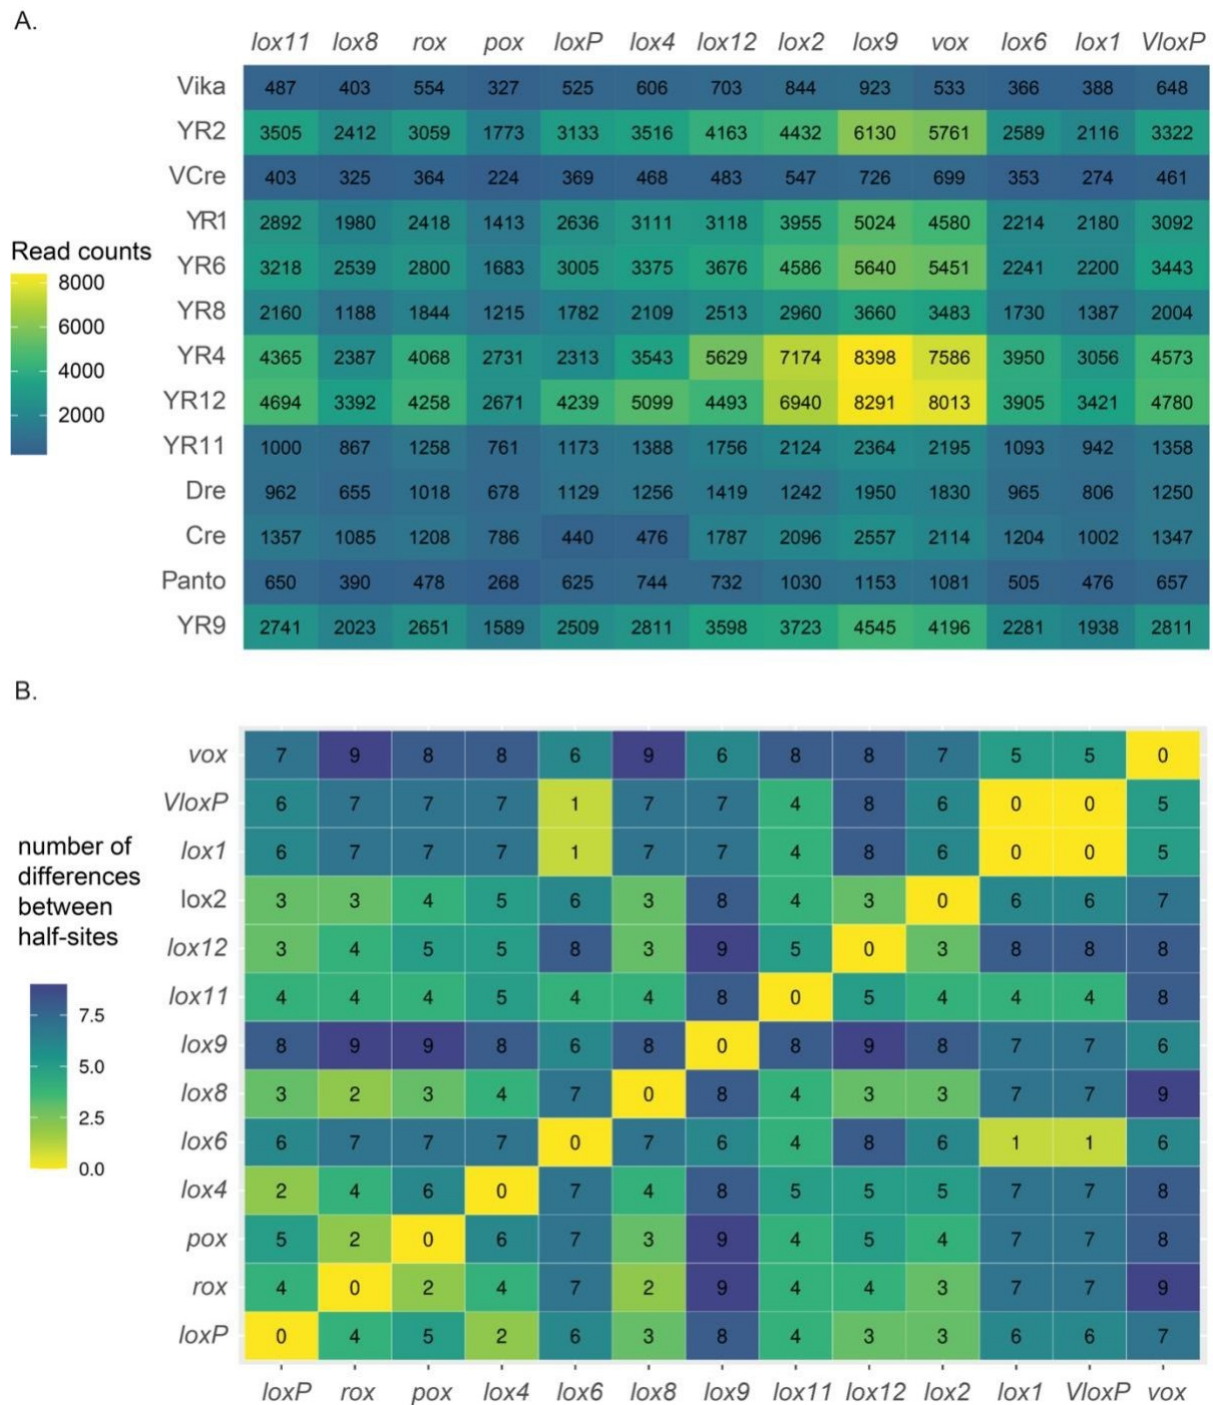 A.
lox11 lox8 rox pox loxP lox4 lox12 lox2 lox9 vox lox6 lox1 VloxP
Vika 487 403 554 327 525 606 703 844 923 533 366 388 648
YR2 3505 2412 3059 1773 3133 3516 4163 4432 6130 5761 2589 2116 3322
VCre 403 325 364 224 369 468 483 547 726 699 353 274 461
YR1 2892 1980 2418 1413 2636 3111 3118 3955 5024 4580 2214 2180 3092
YR6 3218 2539 2800 1683 3005 3375 3676 4586 5640 5451 2241 2200 3443
YR8 2160 1188 1844 1215 1782 2109 2513 2960 3660 3483 1730 1387 2004
YR4 4365 2387 4068 2731 2313 3543 5629 7174 8398 7586 3950 3056 4573
YR12 4694 3392 4258 2671 4239 5099 4493 6940 8291 8013 3905 3421 4780
YR11 1000 867 1258 761 1173 1388 1756 2124 2364 2195 1093 942 1358
Dre 962 655 1018 678 1129 1256 1419 1242 1950 1830 965 806 1250
Cre 1357 1085 1208 786 440 476 1787 2096 2557 2114 1204 1002 1347
Panto 650 390 478 268 625 744 732 1030 1153 1081 505 476 657
YR9 2741 2023 2651 1589 2509 2811 3598 3723 4545 4196 2281 1938 2811
Read counts
8000
6000
4000
2000
B.
vox 7 9 8 8 6 9 6 8 8 7 5 5 0
VloxP 6 7 7 7 1 7 7 4 8 6 0 0 5
lox1 6 7 7 7 1 7 7 4 8 6 0 0 5
lox2 3 3 4 5 6 3 8 4 3 0 6 6 7
lox12 3 4 5 5 8 3 9 5 0 3 8 8 8
lox11 4 4 4 5 4 4 8 0 5 4 4 4 8
lox9 8 9 9 8 6 8 0 8 9 8 7 7 6
lox8 3 2 3 4 7 0 8 4 3 3 7 7 9
lox6 6 7 7 7 0 7 6 4 8 6 1 1 6
lox4 2 4 6 0 7 4 8 5 5 5 7 7 8
pox 5 2 0 6 7 3 9 4 5 4 7 7 8
rox 4 0 2 4 7 2 9 4 4 3 7 7 9
loxP 0 4 5 2 6 3 8 4 3 3 6 6 7
loxP rox pox lox4 lox6 lox8 lox9 lox11 lox12 lox2 lox1 VloxP vox
number of
differences
between
half-sites
7.5
5.0
2.5
0.0